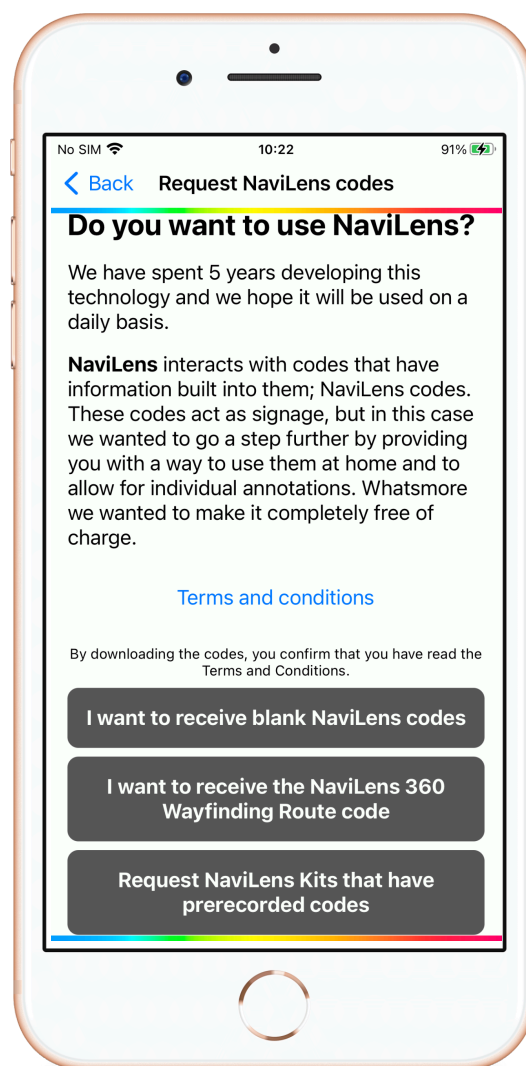 No SIM 10:22 91%
Back Request NaviLens codes
Do you want to use NaviLens?
We have spent 5 years developing this
technology and we hope it will be used on a
daily basis.
NaviLens interacts with codes that have
information built into them; NaviLens codes.
These codes act as signage, but in this case
we wanted to go a step further by providing
you with a way to use them at home and to
allow for individual annotations. Whatsmore
we wanted to make it completely free of
charge.
Terms and conditions
By downloading the codes, you confirm that you have read the
Terms and Conditions.
I want to receive blank NaviLens codes
I want to receive the NaviLens 360
Wayfinding Route code
Request NaviLens Kits that have
prerecorded codes